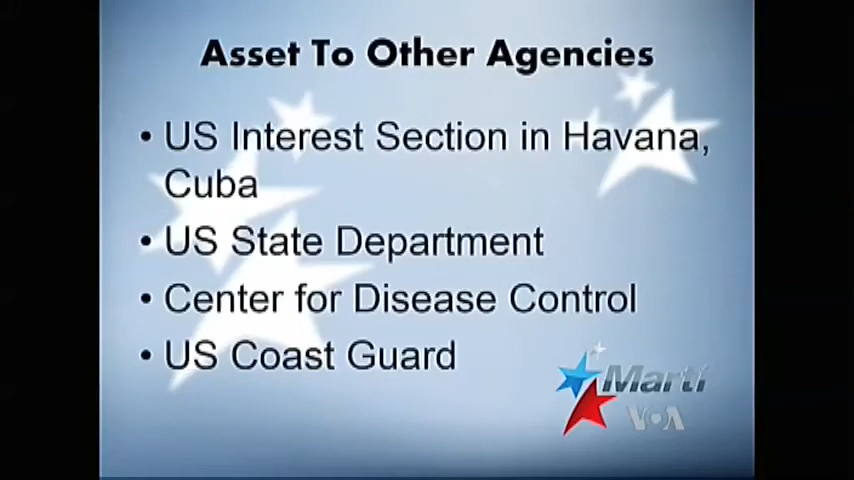 Asset To Other Agencies
• US Interest Section in Havana,
Cuba
• US State Department
• Center for Disease Control
• US Coast Guard
Martí
VOA